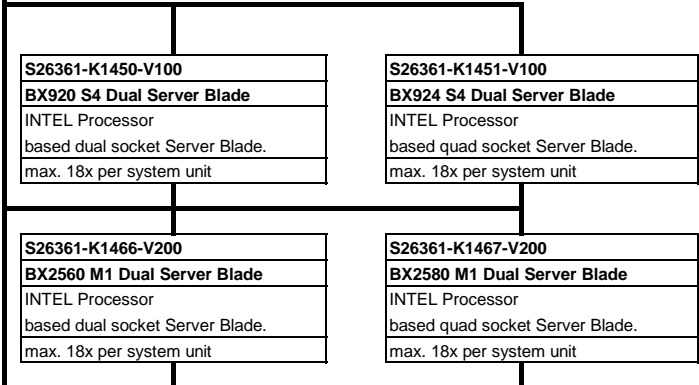 S26361-K1450-V100
BX920 S4 Dual Server Blade
INTEL Processor
based dual socket Server Blade.
max. 18x per system unit
S26361-K1451-V100
BX924 S4 Dual Server Blade
INTEL Processor
based quad socket Server Blade.
max. 18x per system unit
S26361-K1466-V200
BX2560 M1 Dual Server Blade
INTEL Processor
based dual socket Server Blade.
max. 18x per system unit
S26361-K1467-V200
BX2580 M1 Dual Server Blade
INTEL Processor
based quad socket Server Blade.
max. 18x per system unit